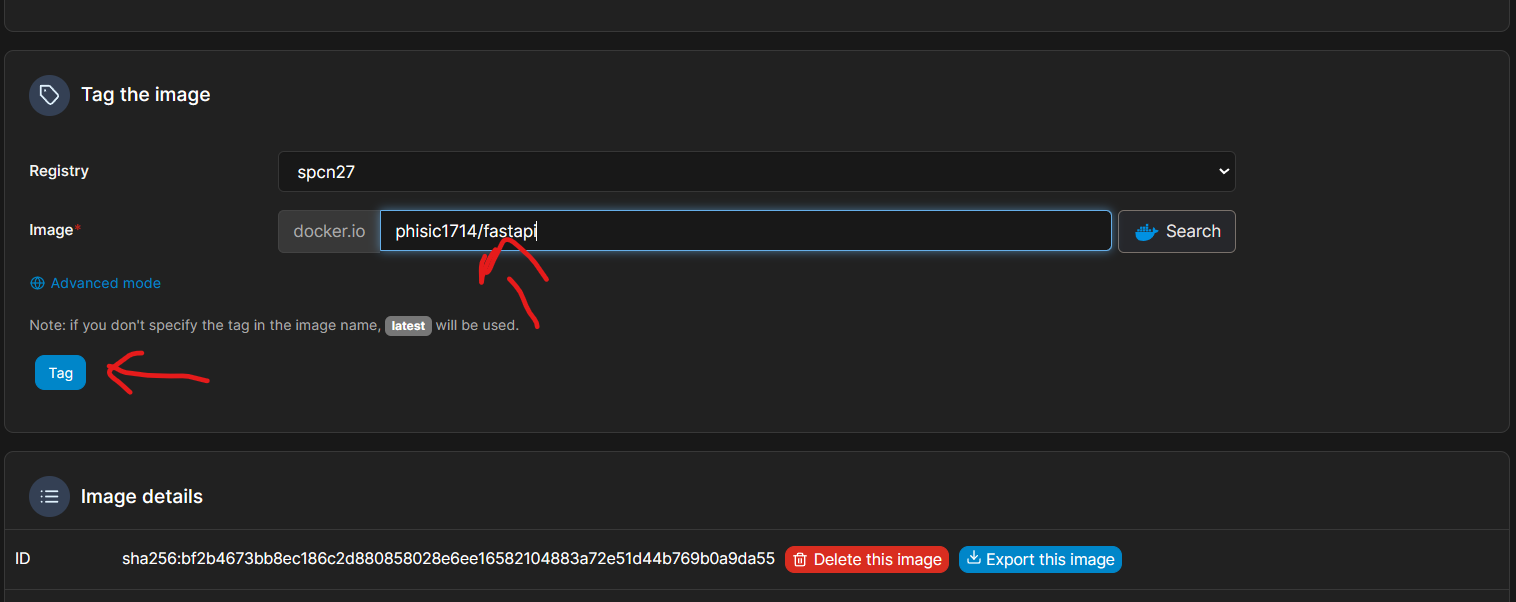 Tag the image
Registry spcn27
Image* docker.io phisic1714/fastapi Search
Advanced mode
Note: if you don't specify the tag in the image name, latest will be used.
Tag
Image details
ID sha256:bf2b4673bb8ec186c2d880858028e6ee16582104883a72e51d44b769b0a9da55 Delete this image Export this image